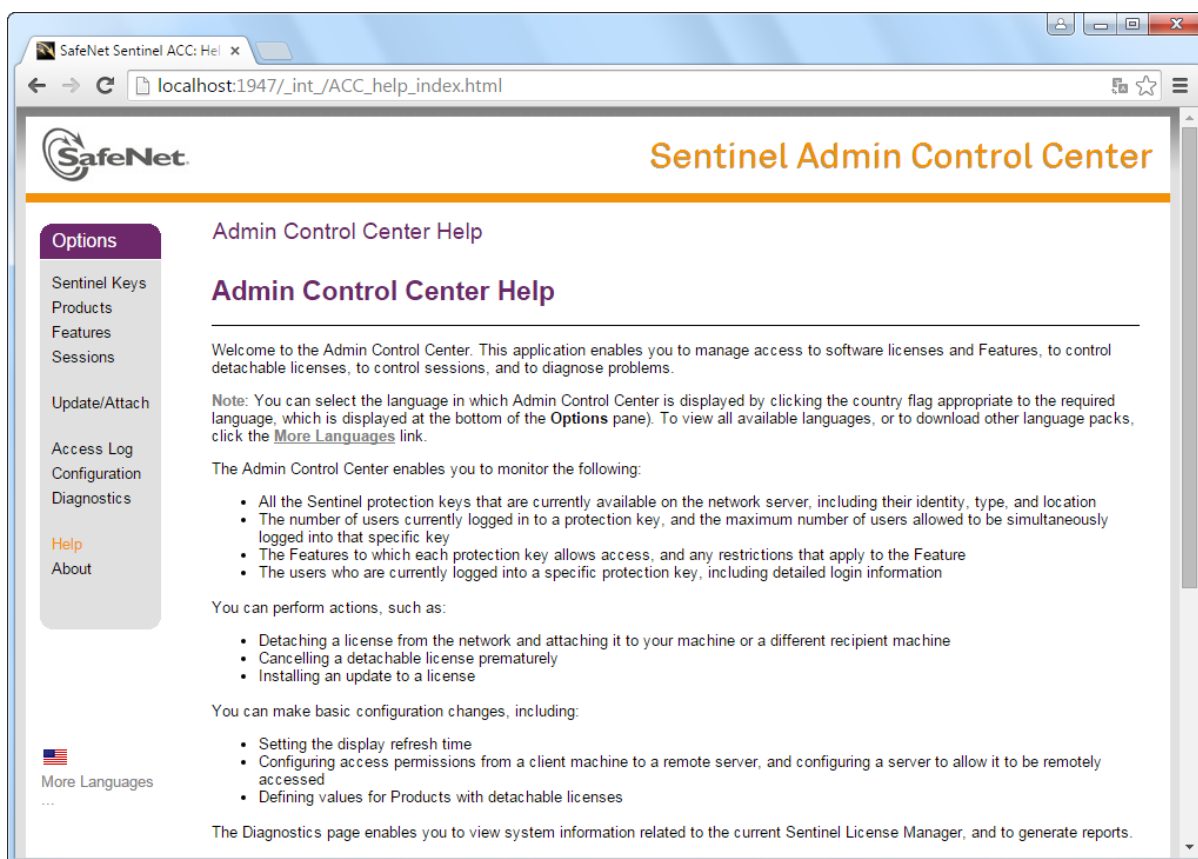 SafeNet Sentinel ACC: Hel
localhost:1947/_int_/ACC_help_index.html
SafeNet.
Sentinel Admin Control Center
Options
Sentinel Keys
Products
Features
Sessions
Update/Attach
Access Log
Configuration
Diagnostics
Help
About
More Languages
...
Admin Control Center Help
Admin Control Center Help
Welcome to the Admin Control Center. This application enables you to manage access to software licenses and Features, to control
detachable licenses, to control sessions, and to diagnose problems.
Note: You can select the language in which Admin Control Center is displayed by clicking the country flag appropriate to the required
language, which is displayed at the bottom of the Options pane). To view all available languages, or to download other language packs,
click the More Languages link.
The Admin Control Center enables you to monitor the following:
• All the Sentinel protection keys that are currently available on the network server, including their identity, type, and location
• The number of users currently logged in to a protection key, and the maximum number of users allowed to be simultaneously
logged into that specific key
• The Features to which each protection key allows access, and any restrictions that apply to the Feature
• The users who are currently logged into a specific protection key, including detailed login information
You can perform actions, such as:
• Detaching a license from the network and attaching it to your machine or a different recipient machine
• Cancelling a detachable license prematurely
• Installing an update to a license
You can make basic configuration changes, including:
• Setting the display refresh time
• Configuring access permissions from a client machine to a remote server, and configuring a server to allow it to be remotely
accessed
• Defining values for Products with detachable licenses
The Diagnostics page enables you to view system information related to the current Sentinel License Manager, and to generate reports.